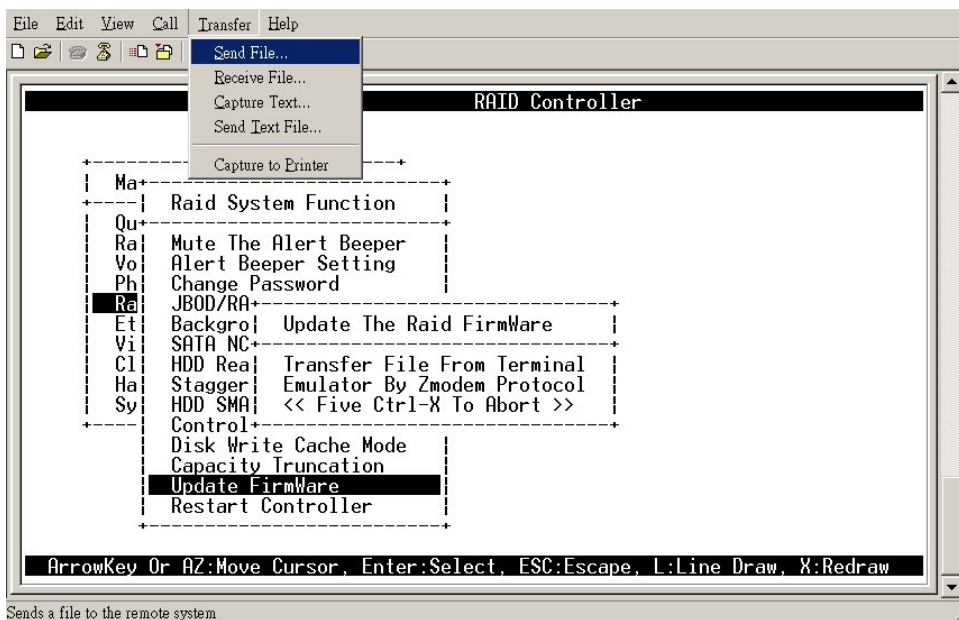 File Edit View Call Transfer Help
Send File...
Receive File...
Capture Text...
Send Text File...
Capture to Printer
RAID Controller
Ma
Raid System Function
Qu
Ra Mute The Alert Beeper
Vo Alert Beeper Setting
Ph Change Password
Ra JBOD/RA
Et Backgro Update The Raid FirmWare
Vi SATA NC
Cl HDD Rea Transfer File From Terminal
Ha Stagger Emulator By Zmodem Protocol
Sy HDD SMA << Five Ctrl-X To Abort >>
Control
Disk Write Cache Mode
Capacity Truncation
Update FirmWare
Restart Controller
ArrowKey Or AZ:Move Cursor, Enter:Select, ESC:Escape, L:Line Draw, X:Redraw
Sends a file to the remote system